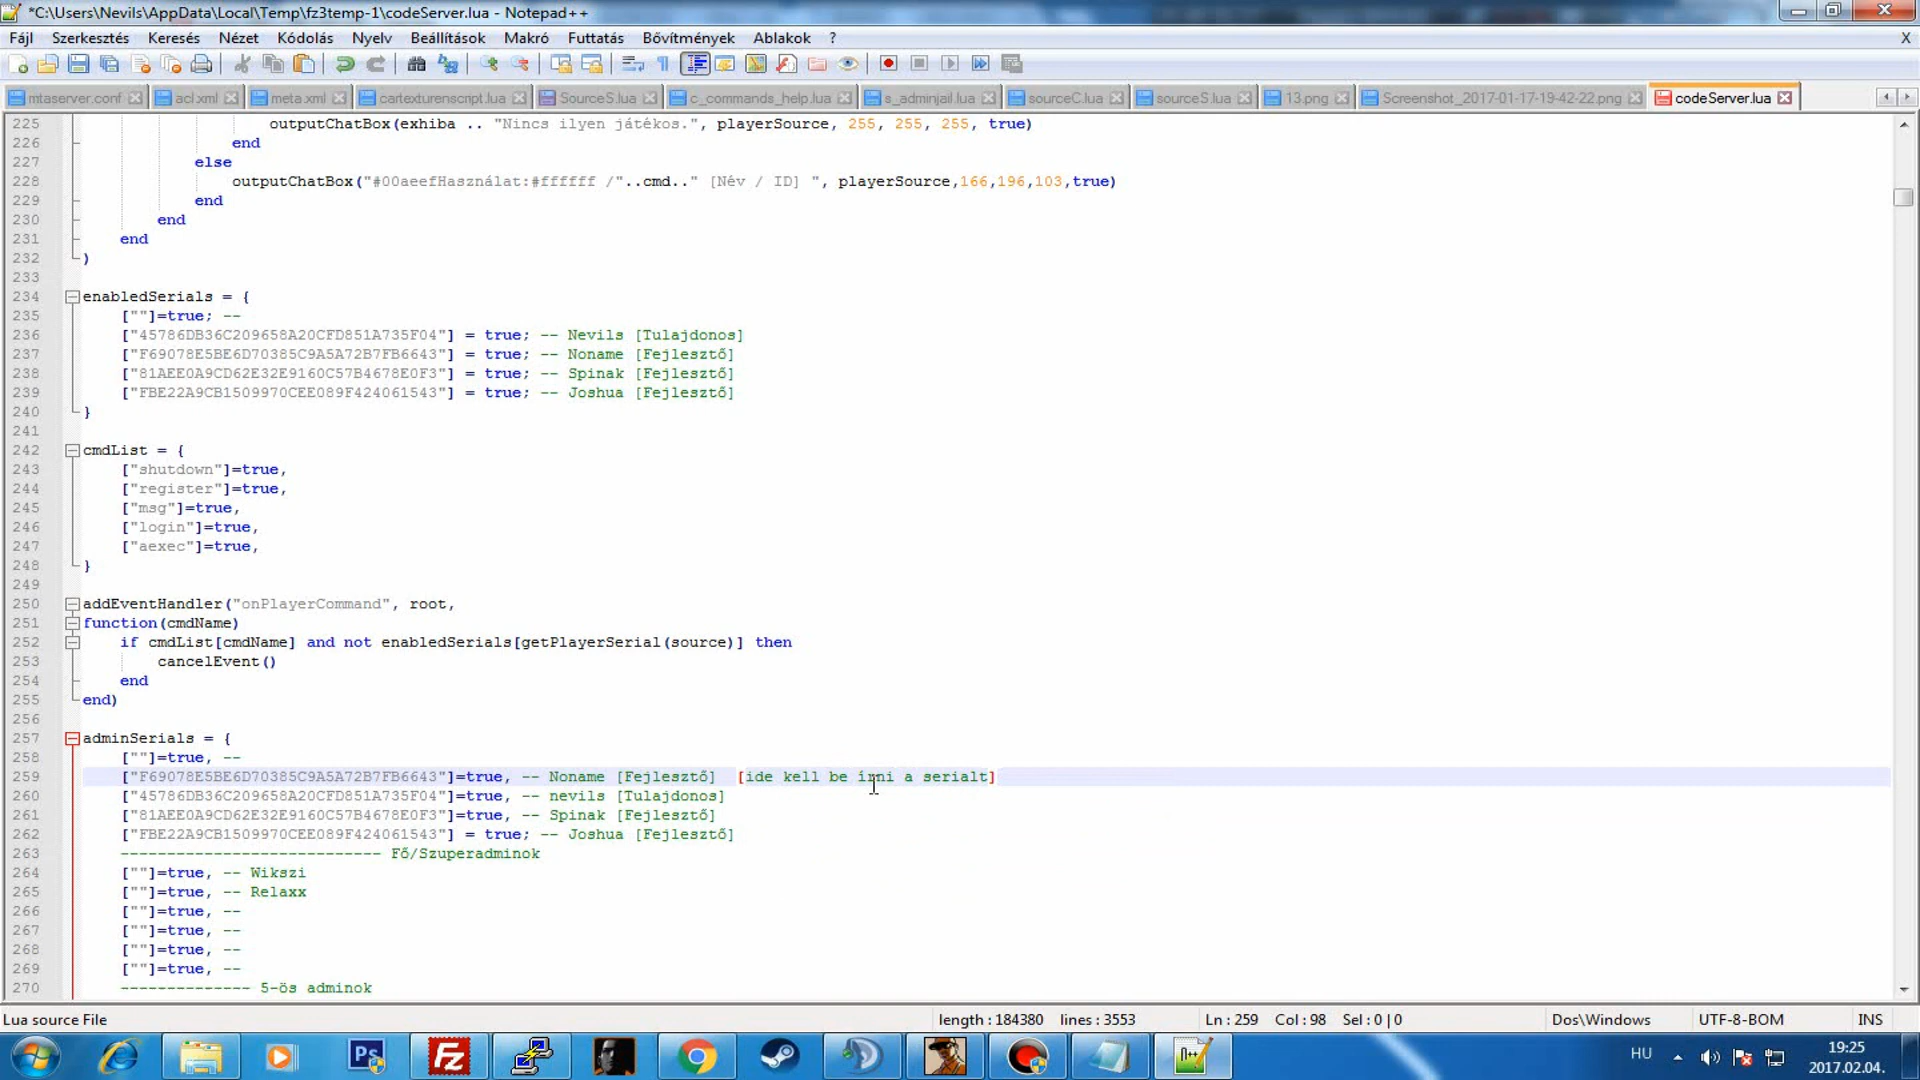 *C:\Users\Nevils\AppData\Local\Temp\fz3temp-1\codeServer.lua - Notepad++
Fájl Szerkesztés Keresés Nézet Kódolás Nyelv Beállítások Makró Futtatás Bővítmények Ablakok ? X
mtaserver.conf acl.xml meta.xml cartexturenscript.lua SourceS.lua c_commands_help.lua s_adminjail.lua sourceC.lua sourceS.lua 13.png Screenshot_2017-01-17-19-42-22.png codeServer.lua
225 outputChatBox(exhiba .. "Nincs ilyen játékos.", playerSource, 255, 255, 255, true)
226 end
227 else
228 outputChatBox("#00aeefHasználat:#ffffff /"..cmd.." [Név / ID] ", playerSource,166,196,103,true)
229 end
230 end
231 end
232 )
233
234 enabledSerials = {
235 [""]=true; --
236 ["45786DB36C209658A20CFD851A735F04"] = true; -- Nevils [Tulajdonos]
237 ["F69078E5BE6D70385C9A5A72B7FB6643"] = true; -- Noname [Fejlesztő]
238 ["81AEE0A9CD62E32E9160C57B4678E0F3"] = true; -- Spinak [Fejlesztő]
239 ["FBE22A9CB1509970CEE089F424061543"] = true; -- Joshua [Fejlesztő]
240 }
241
242 cmdList = {
243 ["shutdown"]=true,
244 ["register"]=true,
245 ["msg"]=true,
246 ["login"]=true,
247 ["aexec"]=true,
248 }
249
250 addEventHandler("onPlayerCommand", root,
251 function(cmdName)
252 if cmdList[cmdName] and not enabledSerials[getPlayerSerial(source)] then
253 cancelEvent()
254 end
255 end)
256
257 adminSerials = {
258 [""]=true, --
259 ["F69078E5BE6D70385C9A5A72B7FB6643"]=true, -- Noname [Fejlesztő] [ide kell be irni a serialt]
260 ["45786DB36C209658A20CFD851A735F04"]=true, -- nevils [Tulajdonos]
261 ["81AEE0A9CD62E32E9160C57B4678E0F3"]=true, -- Spinak [Fejlesztő]
262 ["FBE22A9CB1509970CEE089F424061543"] = true; -- Joshua [Fejlesztő]
263 ---------------------------- Fő/Szuperadminok
264 [""]=true, -- Wikszi
265 [""]=true, -- Relaxx
266 [""]=true, --
267 [""]=true, --
268 [""]=true, --
269 [""]=true, --
270 -------------- 5-ös adminok
Lua source File length : 184380 lines : 3553 Ln : 259 Col : 98 Sel : 0 | 0 Dos\Windows UTF-8-BOM INS
HU 19:25
2017.02.04.